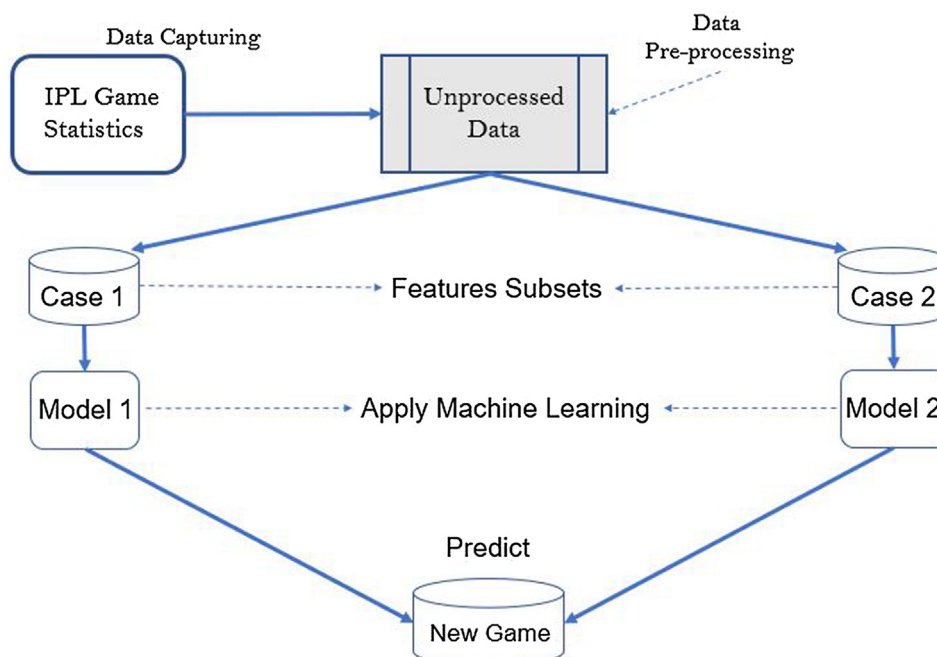 Data Capturing
Data
Pre-processing
IPL Game
Statistics
Unprocessed
Data
Case 1
Features Subsets
Case 2
Model 1
Apply Machine Learning
Model 2
Predict
New Game